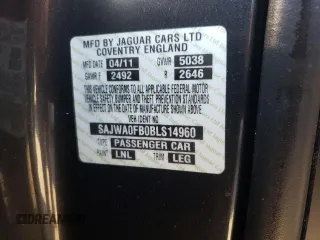 MFD BY JAGUAR CARS LTD
COVENTRY ENGLAND
MFD DATE 04/11 GVWR 5038
GAWR F 2492 R 2646
THIS VEHICLE CONFORMS TO ALL APPLICABLE FEDERAL MOTOR
VEHICLE SAFETY BUMPER AND THEFT PREVENTION STANDARDS
IN EFFECT ON THE DATE OF MANUFACTURE SHOWN ABOVE
VEH IDENT NO
SAJWA0FB0BLS14960
TYPE PASSENGER CAR
PAINT LNL TRIM LEG